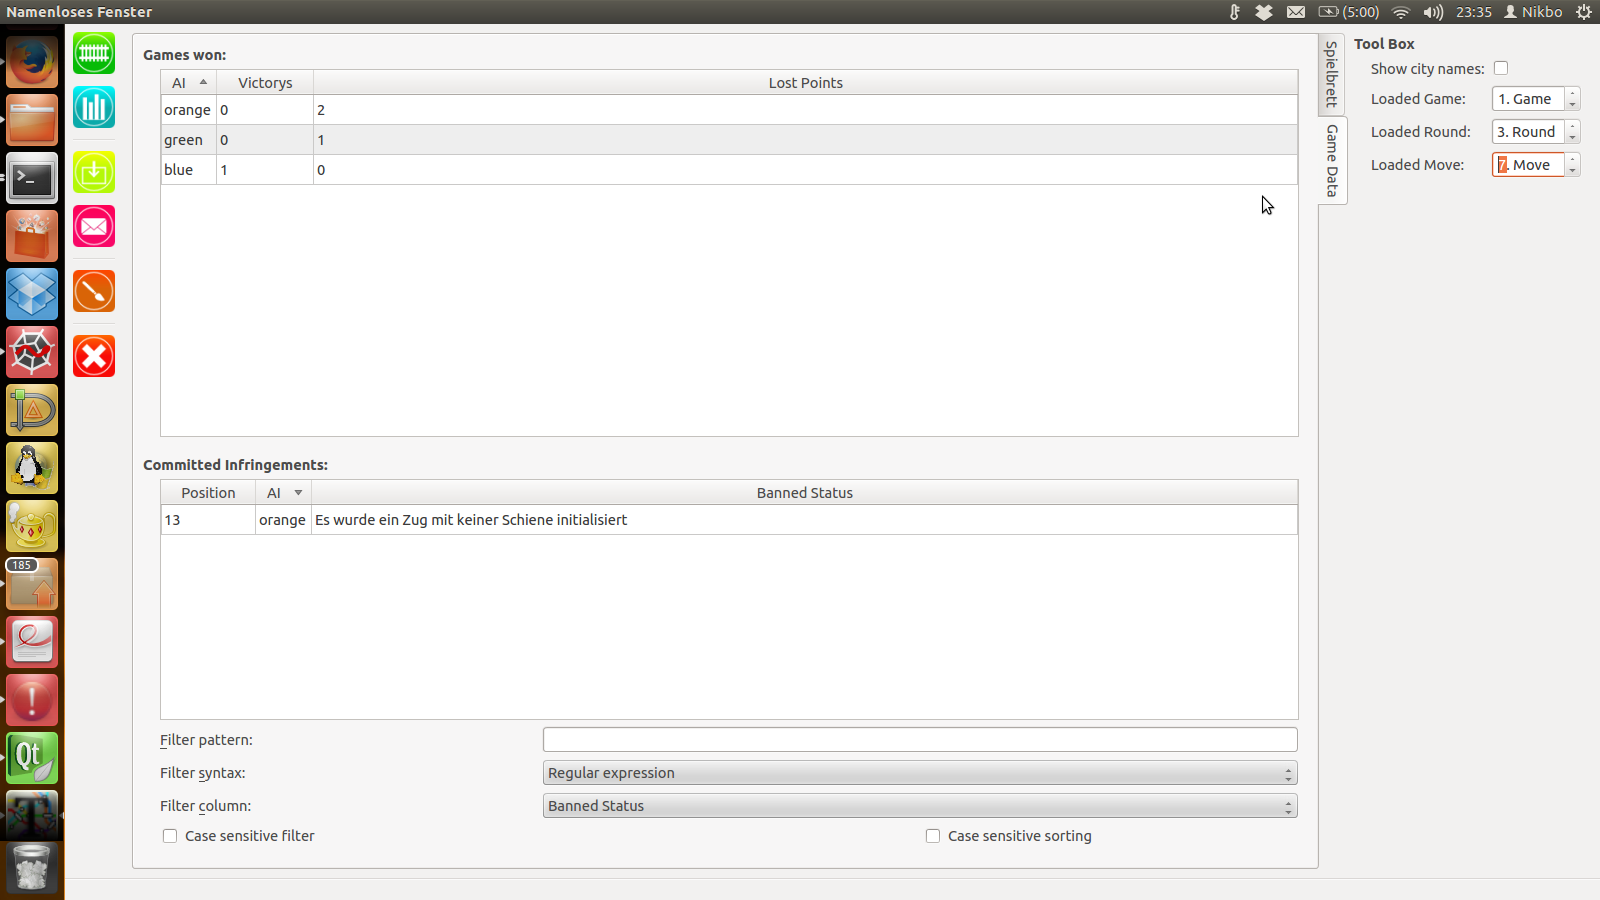 Namenloses Fenster
(5:00)
23:35
Nikbo
Games won:
AI Victorys Lost Points
orange 0 2
green 0 1
blue 1 0
Committed Infringements:
Position AI Banned Status
13 orange Es wurde ein Zug mit keiner Schiene initialisiert
Filter pattern:
Filter syntax: Regular expression
Filter column: Banned Status
Case sensitive filter
Case sensitive sorting
Spielbrett
Game Data
Tool Box
Show city names:
Loaded Game: 1. Game
Loaded Round: 3. Round
Loaded Move: 7. Move
185
Qt